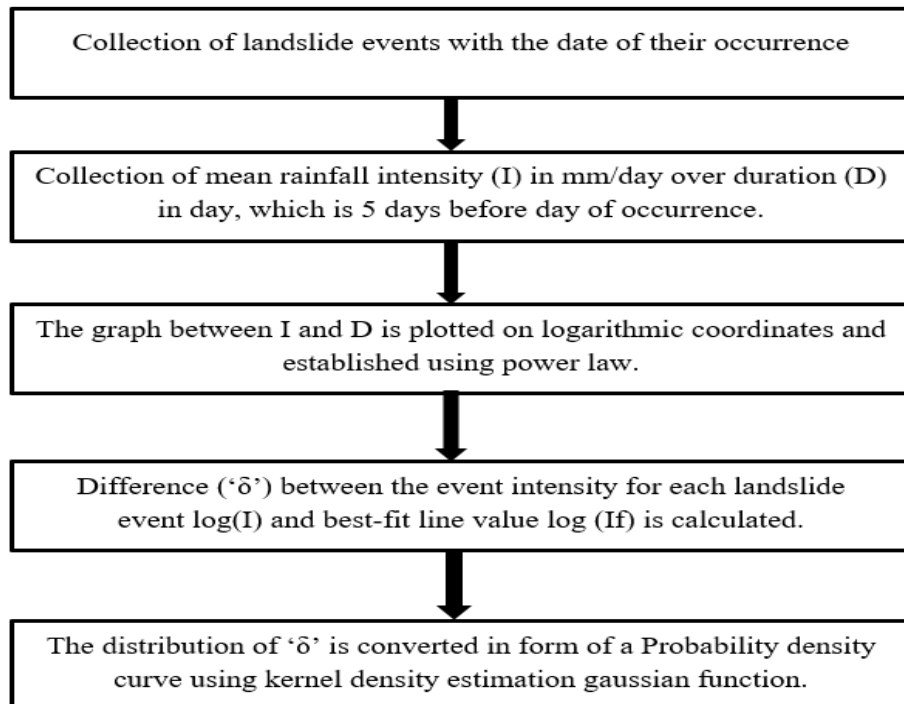 Collection of landslide events with the date of their occurrence
Collection of mean rainfall intensity (I) in mm/day over duration (D)
in day, which is 5 days before day of occurrence.
The graph between I and D is plotted on logarithmic coordinates and
established using power law.
Difference (‘δ’) between the event intensity for each landslide
event log(I) and best-fit line value log (If) is calculated.
The distribution of ‘δ’ is converted in form of a Probability density
curve using kernel density estimation gaussian function.